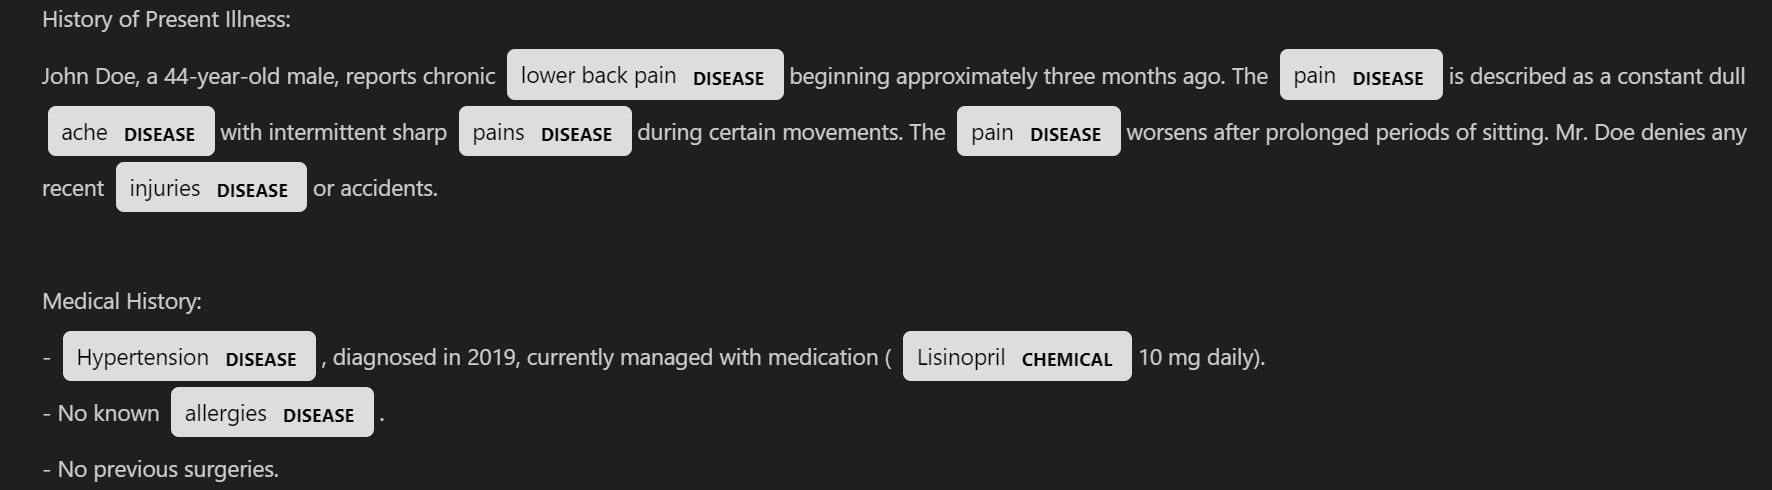 History of Present Illness:
John Doe, a 44-year-old male, reports chronic lower back pain DISEASE beginning approximately three months ago. The pain DISEASE is described as a constant dull
ache DISEASE with intermittent sharp pains DISEASE during certain movements. The pain DISEASE worsens after prolonged periods of sitting. Mr. Doe denies any
recent injuries DISEASE or accidents.
Medical History:
- Hypertension DISEASE , diagnosed in 2019, currently managed with medication ( Lisinopril CHEMICAL 10 mg daily).
- No known allergies DISEASE .
- No previous surgeries.